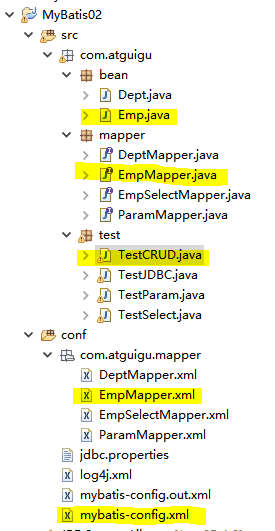 MyBatis02
src
com.atguigu
bean
Dept.java
Emp.java
mapper
DeptMapper.java
EmpMapper.java
EmpSelectMapper.java
ParamMapper.java
test
TestCRUD.java
TestJDBC.java
TestParam.java
TestSelect.java
conf
com.atguigu.mapper
DeptMapper.xml
EmpMapper.xml
EmpSelectMapper.xml
ParamMapper.xml
jdbc.properties
log4j.xml
mybatis-config.out.xml
mybatis-config.xml